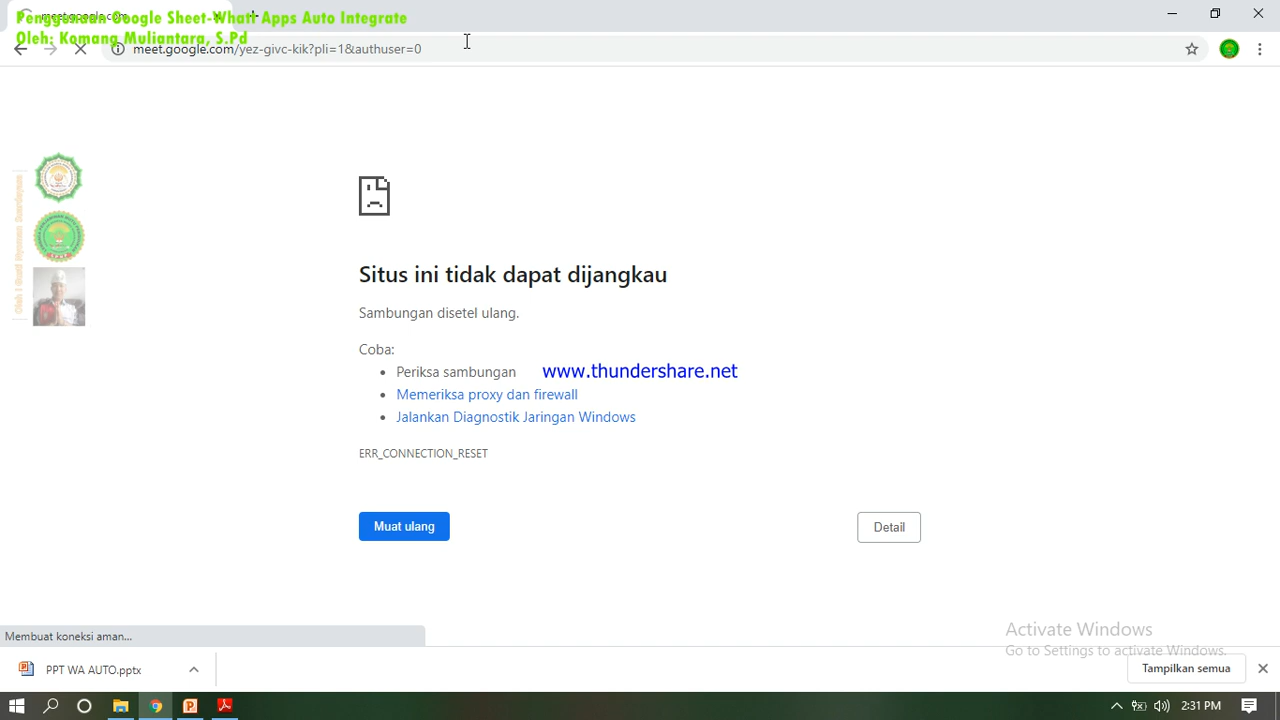 Penggunaan Google Sheet-Whatt Apps Auto Integrate
Oleh: Komang Muliantara, S.Pd
meet.google.com/yez-givc-kik?pli=1&authuser=0
Situs ini tidak dapat dijangkau
Sambungan disetel ulang.
Coba:
Periksa sambungan
www.thundershare.net
Memeriksa proxy dan firewall
Jalankan Diagnostik Jaringan Windows
ERR_CONNECTION_RESET
Muat ulang
Detail
Activate Windows
Go to Settings to activate Windows.
Membuat koneksi aman...
PPT WA AUTO.pptx
Tampilkan semua
2:31 PM